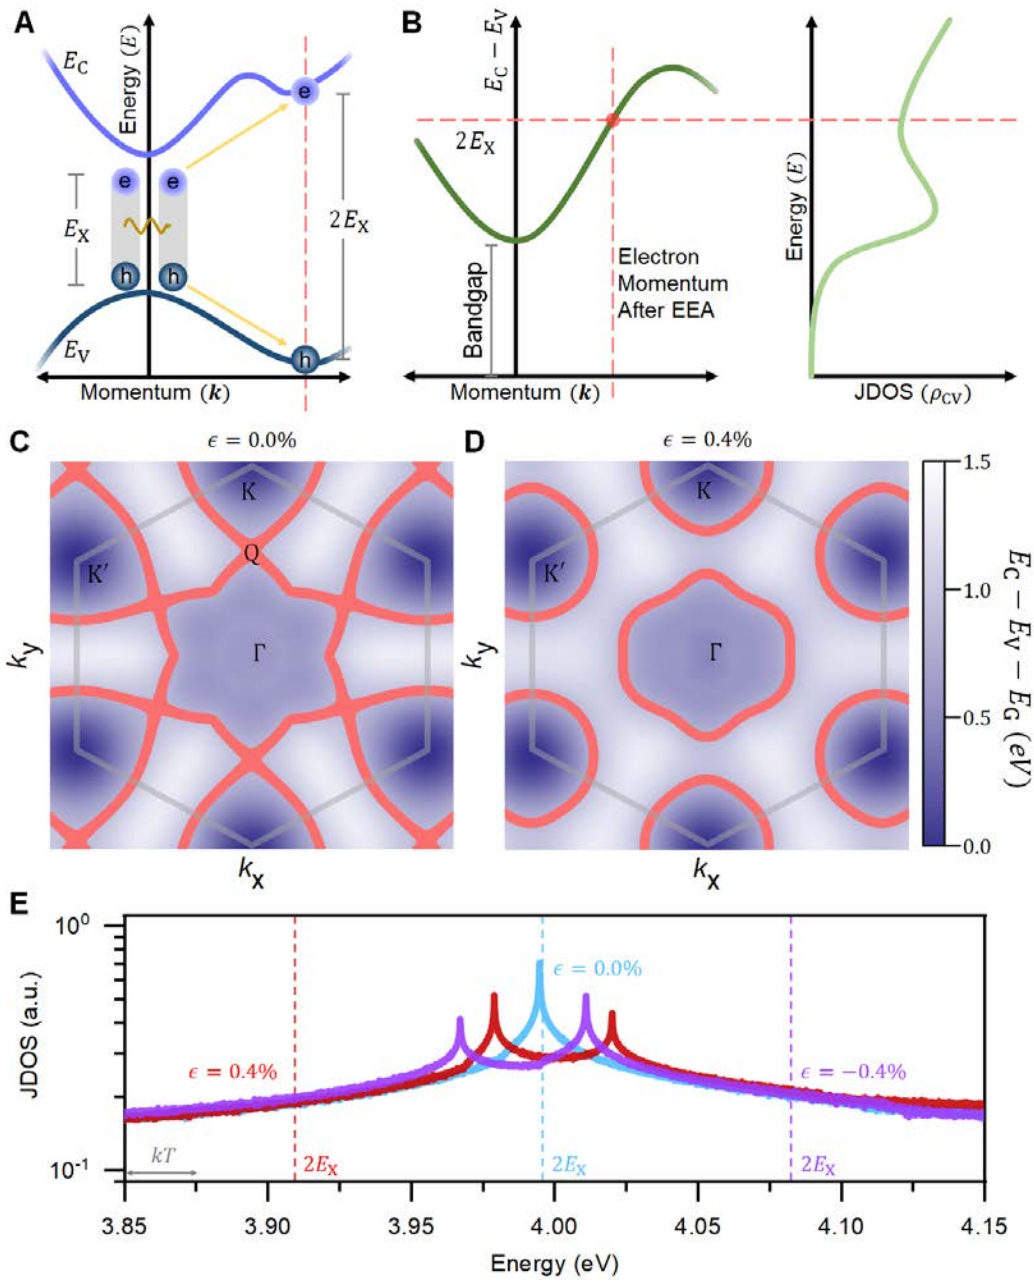 A
Energy (E)
E_C
e
e
e
E_X
2E_X
h
h
E_V
h
Momentum (k)
B
E_C − E_V
2E_X
Bandgap
Electron
Momentum
After EEA
Momentum (k)
Energy (E)
JDOS (ρ_CV)
C
ϵ = 0.0%
K
Q
K′
Γ
k_y
k_x
D
ϵ = 0.4%
K
K′
Γ
k_y
k_x
1.5
1.0
0.5
0.0
E_C − E_V − E_G (eV)
E
10⁰
10⁻¹
JDOS (a.u.)
ϵ = 0.0%
ϵ = 0.4%
ϵ = −0.4%
kT
2E_X
2E_X
2E_X
3.85
3.90
3.95
4.00
4.05
4.10
4.15
Energy (eV)